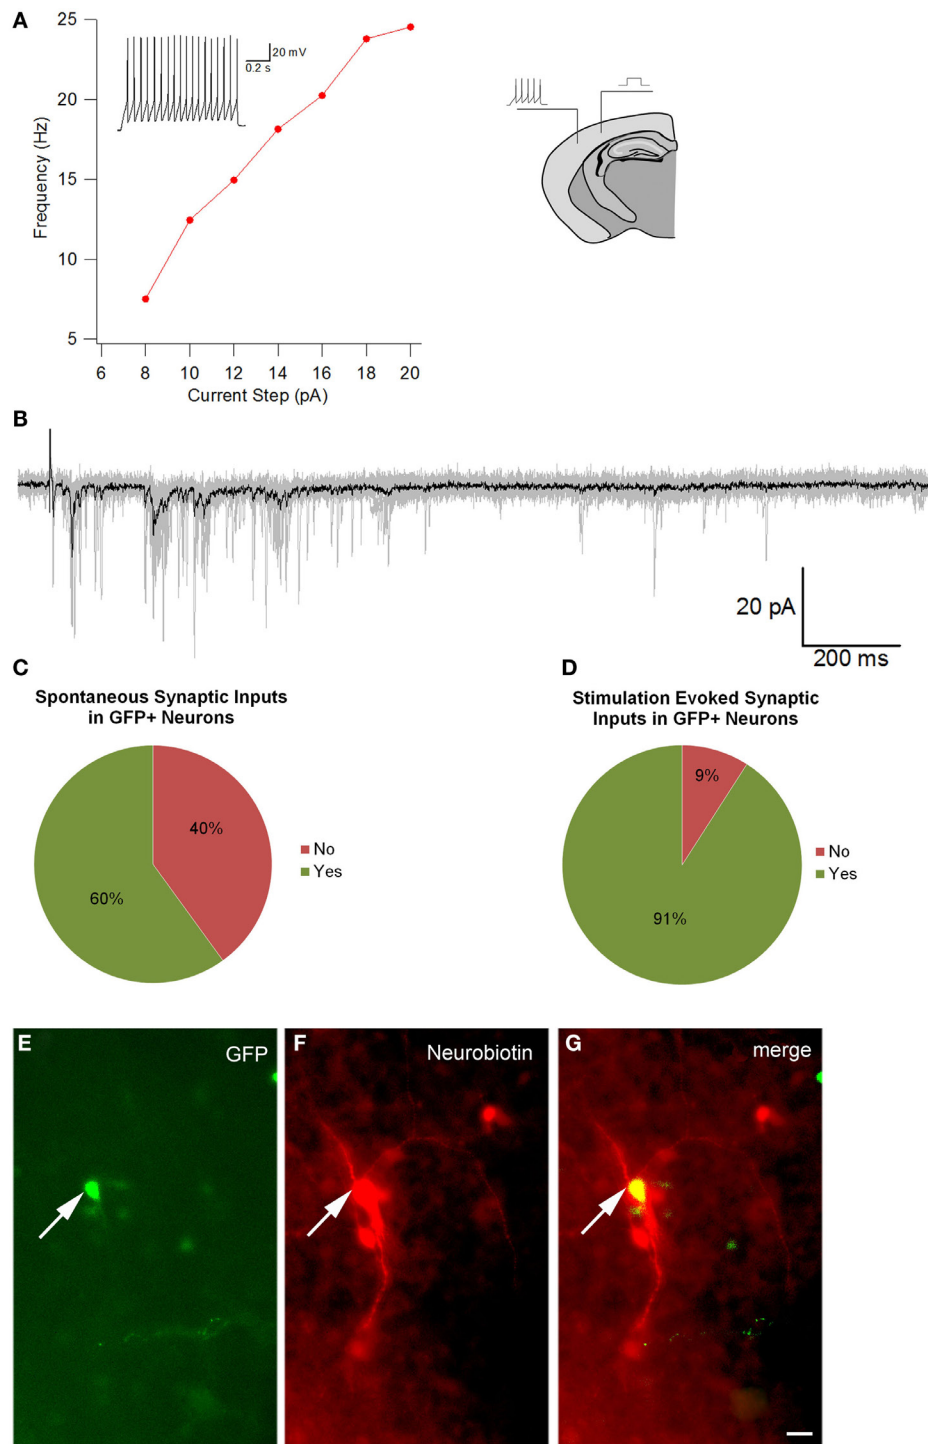 A
25
20
15
10
5
Frequency (Hz)
20 mV
0.2 s
6 8 10 12 14 16 18 20
Current Step (pA)
B
20 pA
200 ms
C
Spontaneous Synaptic Inputs
in GFP+ Neurons
40%
60%
No
Yes
D
Stimulation Evoked Synaptic
Inputs in GFP+ Neurons
9%
91%
No
Yes
E
GFP
F
Neurobiotin
G
merge